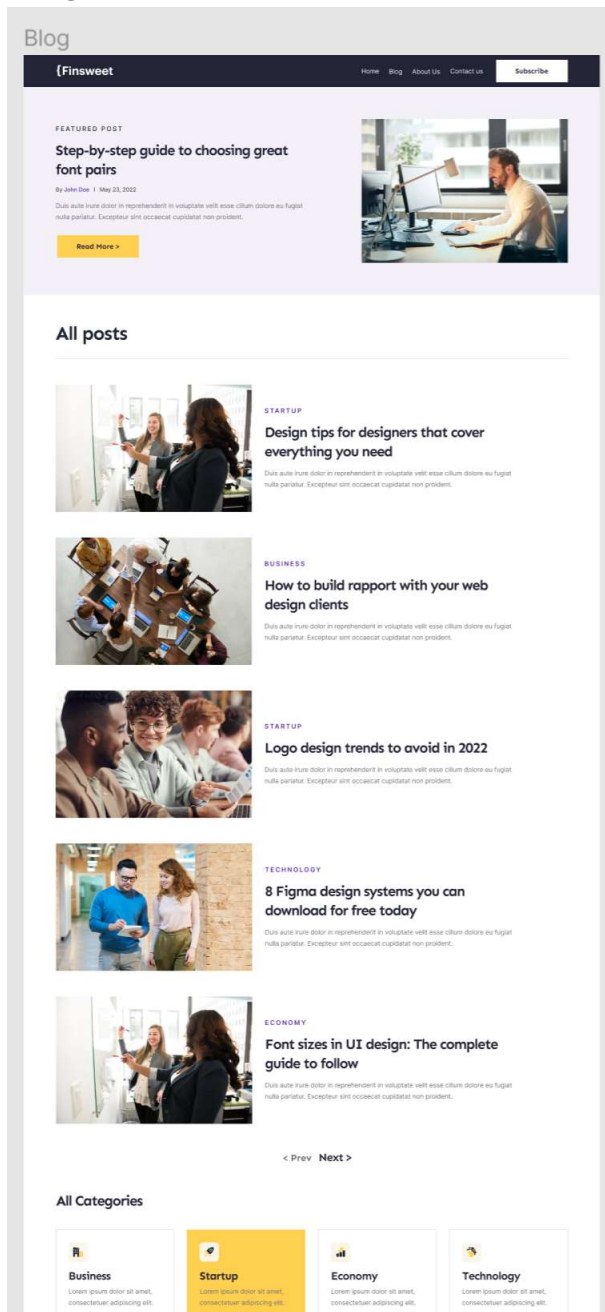 Blog
{Finsweet
Home Blog About Us Contact us Subscribe
FEATURED POST
Step-by-step guide to choosing great
font pairs
By John Doe | May 23, 2022
Duis aute irure dolor in reprehenderit in voluptate velit esse cillum dolore eu fugiat
nulla pariatur. Excepteur sint occaecat cupidatat non proident.
Read More >
All posts
STARTUP
Design tips for designers that cover
everything you need
Duis aute irure dolor in reprehenderit in voluptate velit esse cillum dolore eu fugiat
nulla pariatur. Excepteur sint occaecat cupidatat non proident.
BUSINESS
How to build rapport with your web
design clients
Duis aute irure dolor in reprehenderit in voluptate velit esse cillum dolore eu fugiat
nulla pariatur. Excepteur sint occaecat cupidatat non proident.
STARTUP
Logo design trends to avoid in 2022
Duis aute irure dolor in reprehenderit in voluptate velit esse cillum dolore eu fugiat
nulla pariatur. Excepteur sint occaecat cupidatat non proident.
TECHNOLOGY
8 Figma design systems you can
download for free today
Duis aute irure dolor in reprehenderit in voluptate velit esse cillum dolore eu fugiat
nulla pariatur. Excepteur sint occaecat cupidatat non proident.
ECONOMY
Font sizes in UI design: The complete
guide to follow
Duis aute irure dolor in reprehenderit in voluptate velit esse cillum dolore eu fugiat
nulla pariatur. Excepteur sint occaecat cupidatat non proident.
< Prev Next >
All Categories
Business
Lorem ipsum dolor sit amet,
consectetuer adipiscing elit.
Startup
Lorem ipsum dolor sit amet,
consectetuer adipiscing elit.
Economy
Lorem ipsum dolor sit amet,
consectetuer adipiscing elit.
Technology
Lorem ipsum dolor sit amet,
consectetuer adipiscing elit.